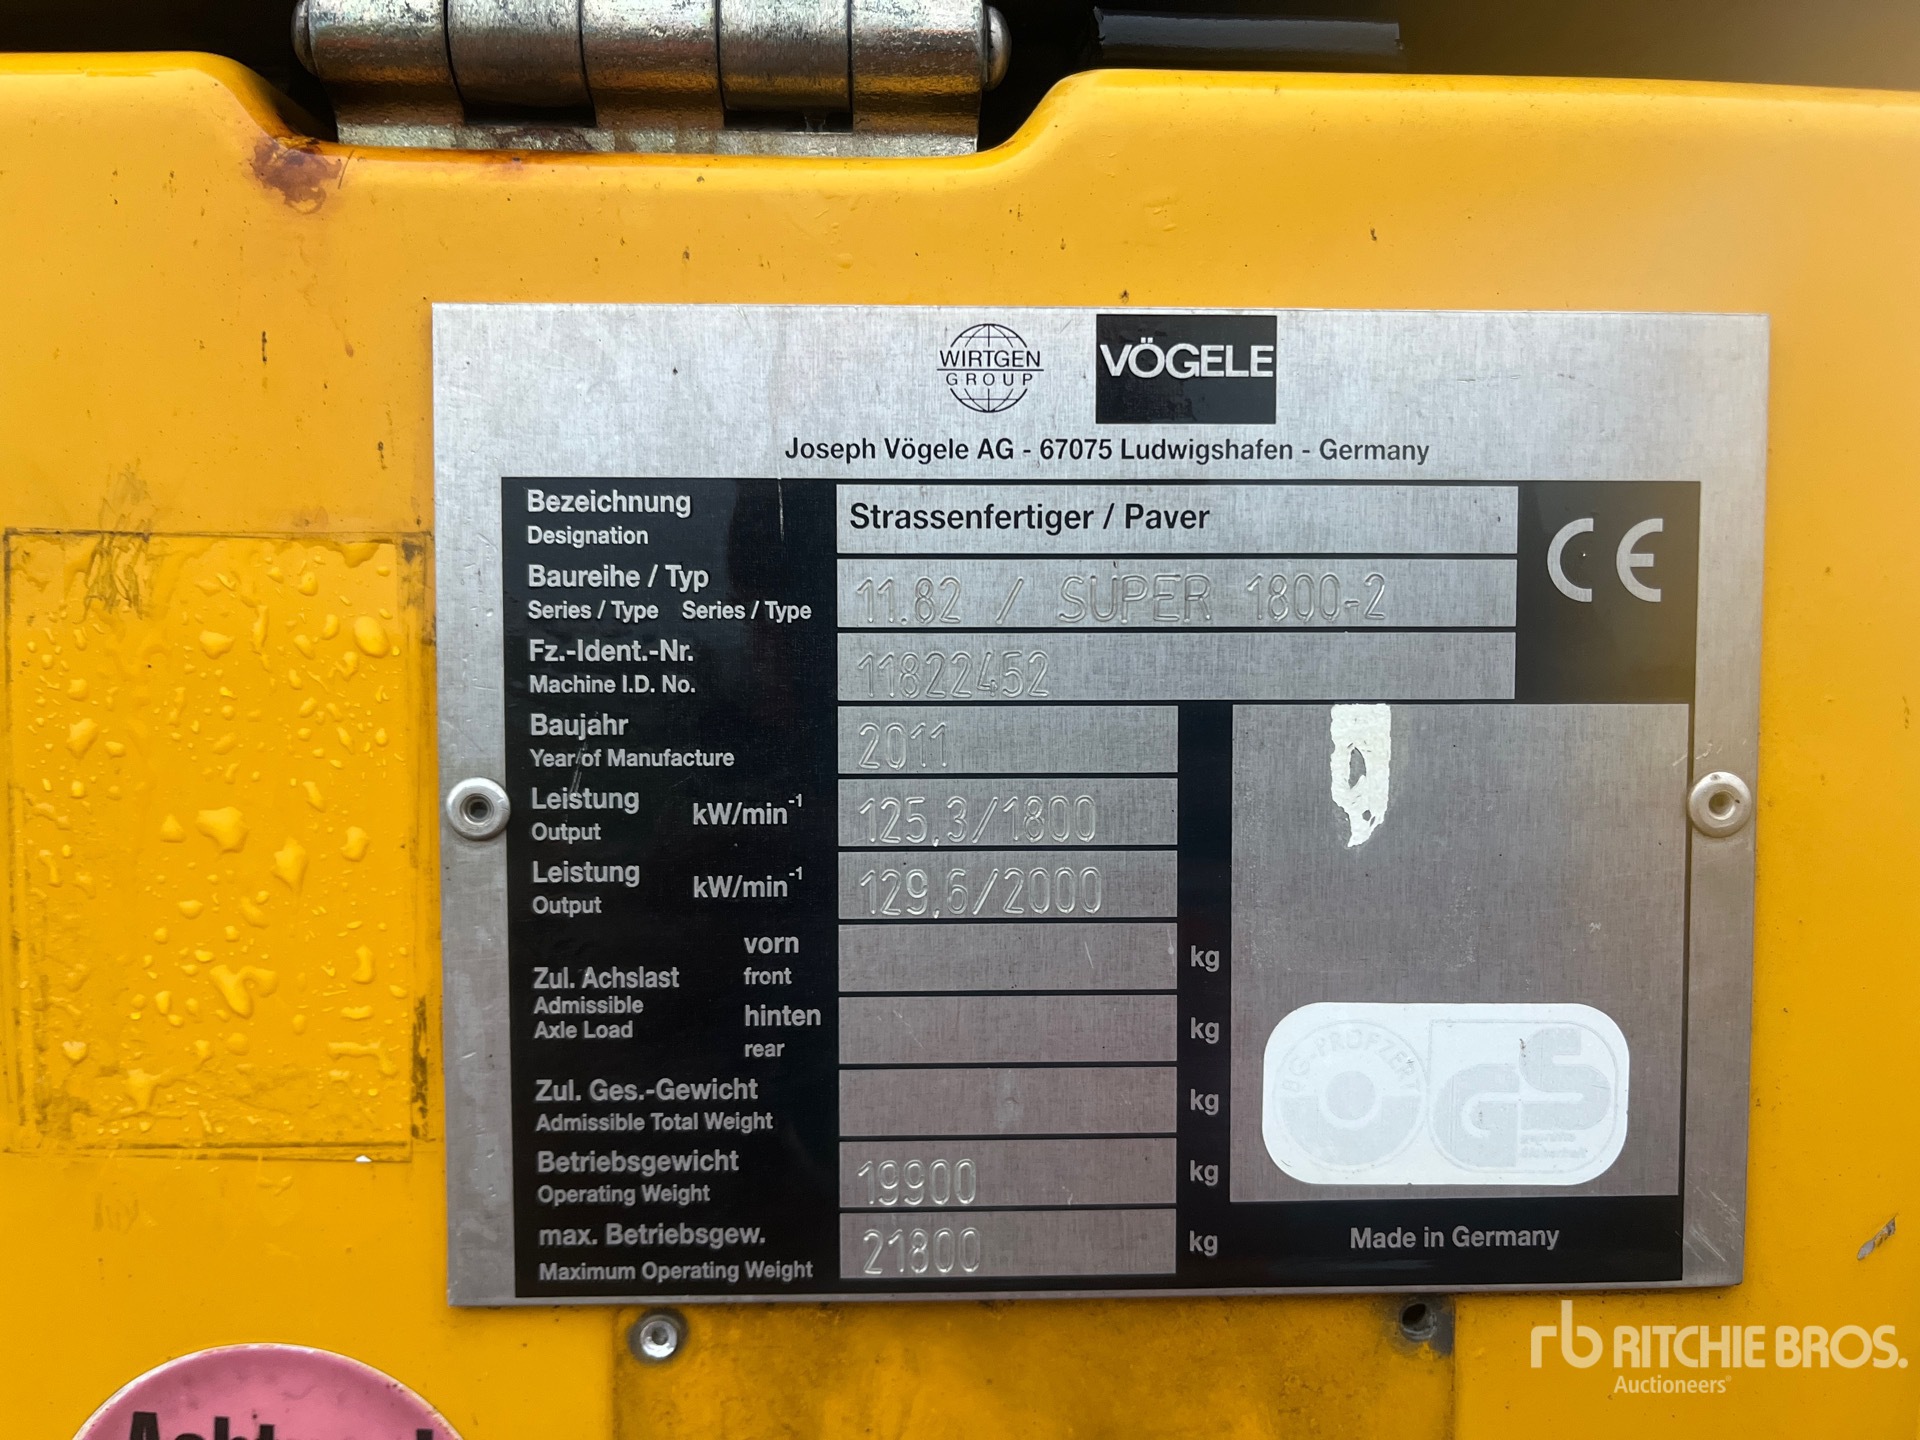 WIRTGEN
GROUP
VÖGELE
Joseph Vögele AG - 67075 Ludwigshafen - Germany
Bezeichnung
Designation
Strassenfertiger / Paver
Baureihe / Typ
Series / Type Series / Type
11.82 / SUPER 1800-2
CE
Fz.-Ident.-Nr.
Machine I.D. No.
11822452
Baujahr
Year of Manufacture
2011
Leistung
Output
kW/min⁻¹
125,3/1800
Leistung
Output
kW/min⁻¹
129,6/2000
Zul. Achslast
Admissible
Axle Load
vorn
front
kg
hinten
rear
kg
Zul. Ges.-Gewicht
Admissible Total Weight
kg
Betriebsgewicht
Operating Weight
19900
kg
max. Betriebsgew.
Maximum Operating Weight
21800
kg
GS
Made in Germany
rb RITCHIE BROS.
Auctioneers